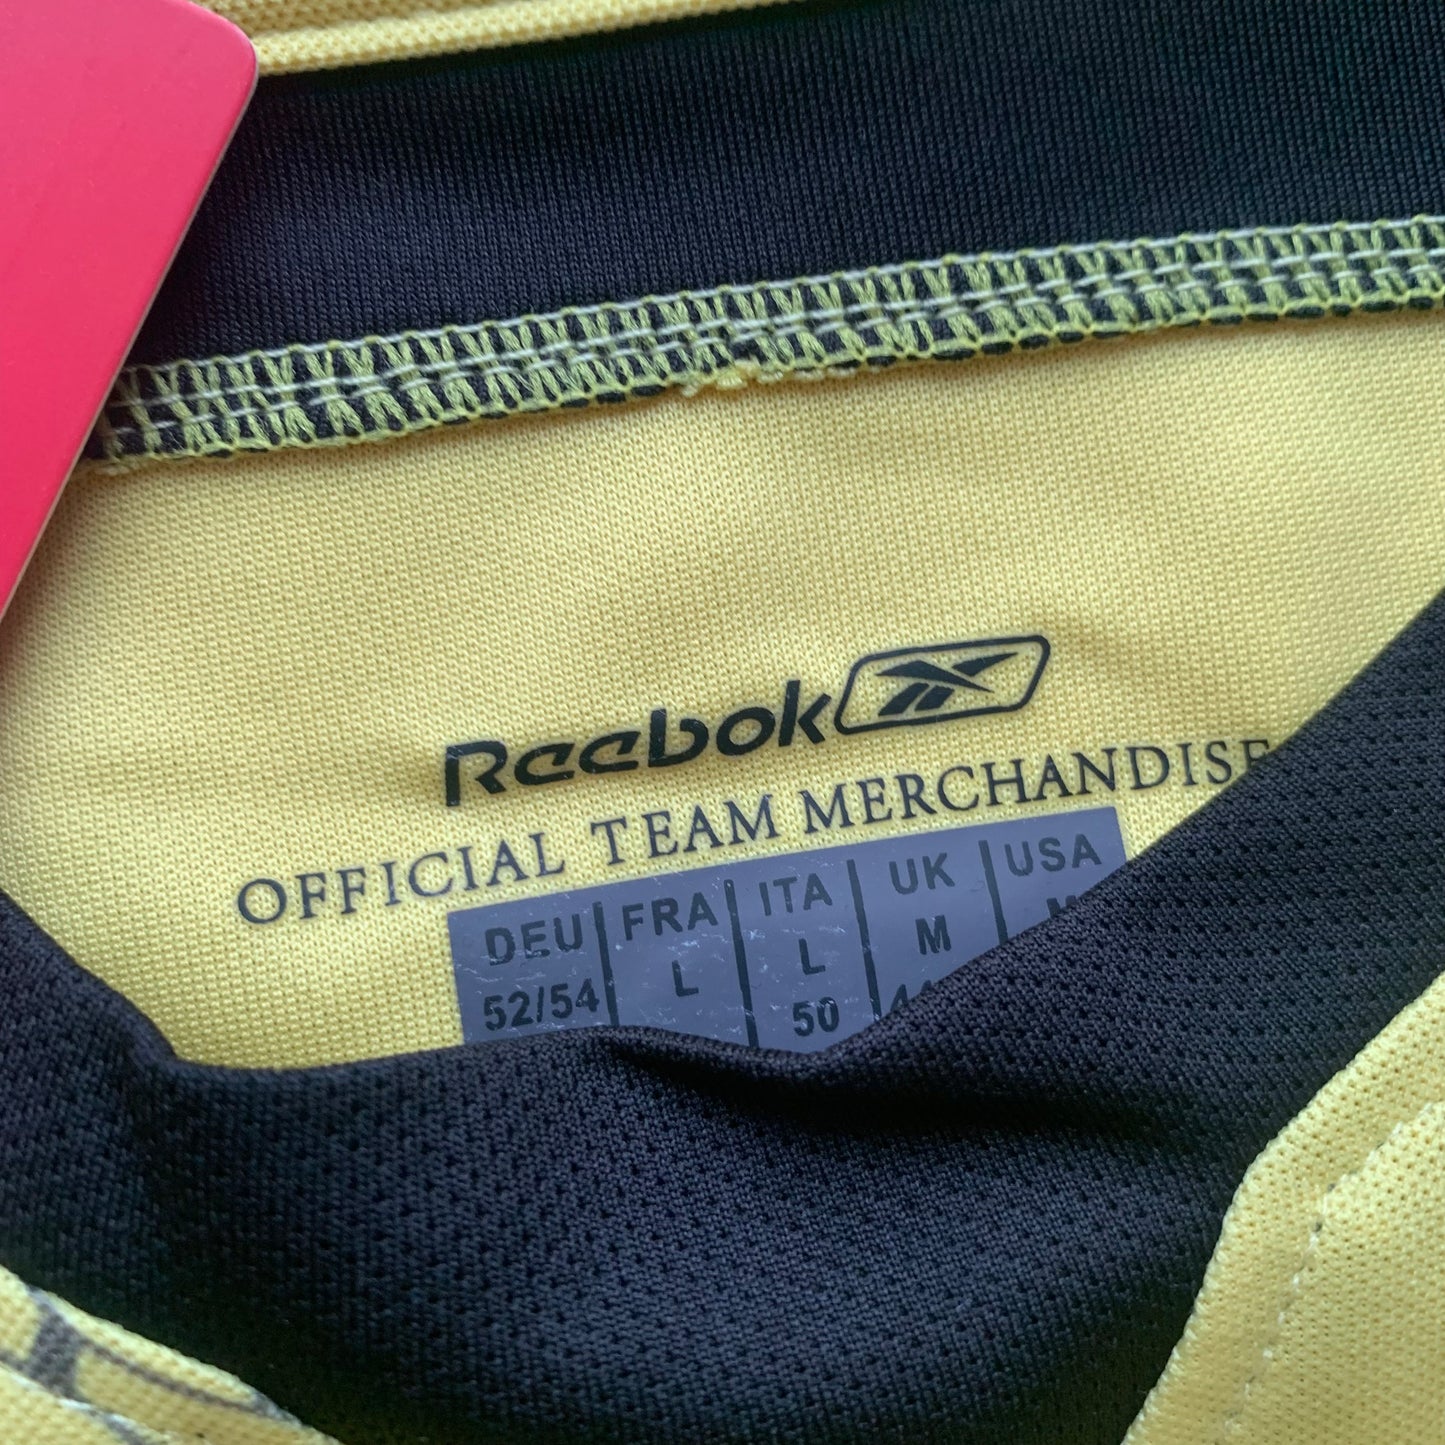 Reebok
OFFICIAL TEAM MERCHANDISE
DEU | FRA | ITA | UK | USA
52/54 | L | L | M
50